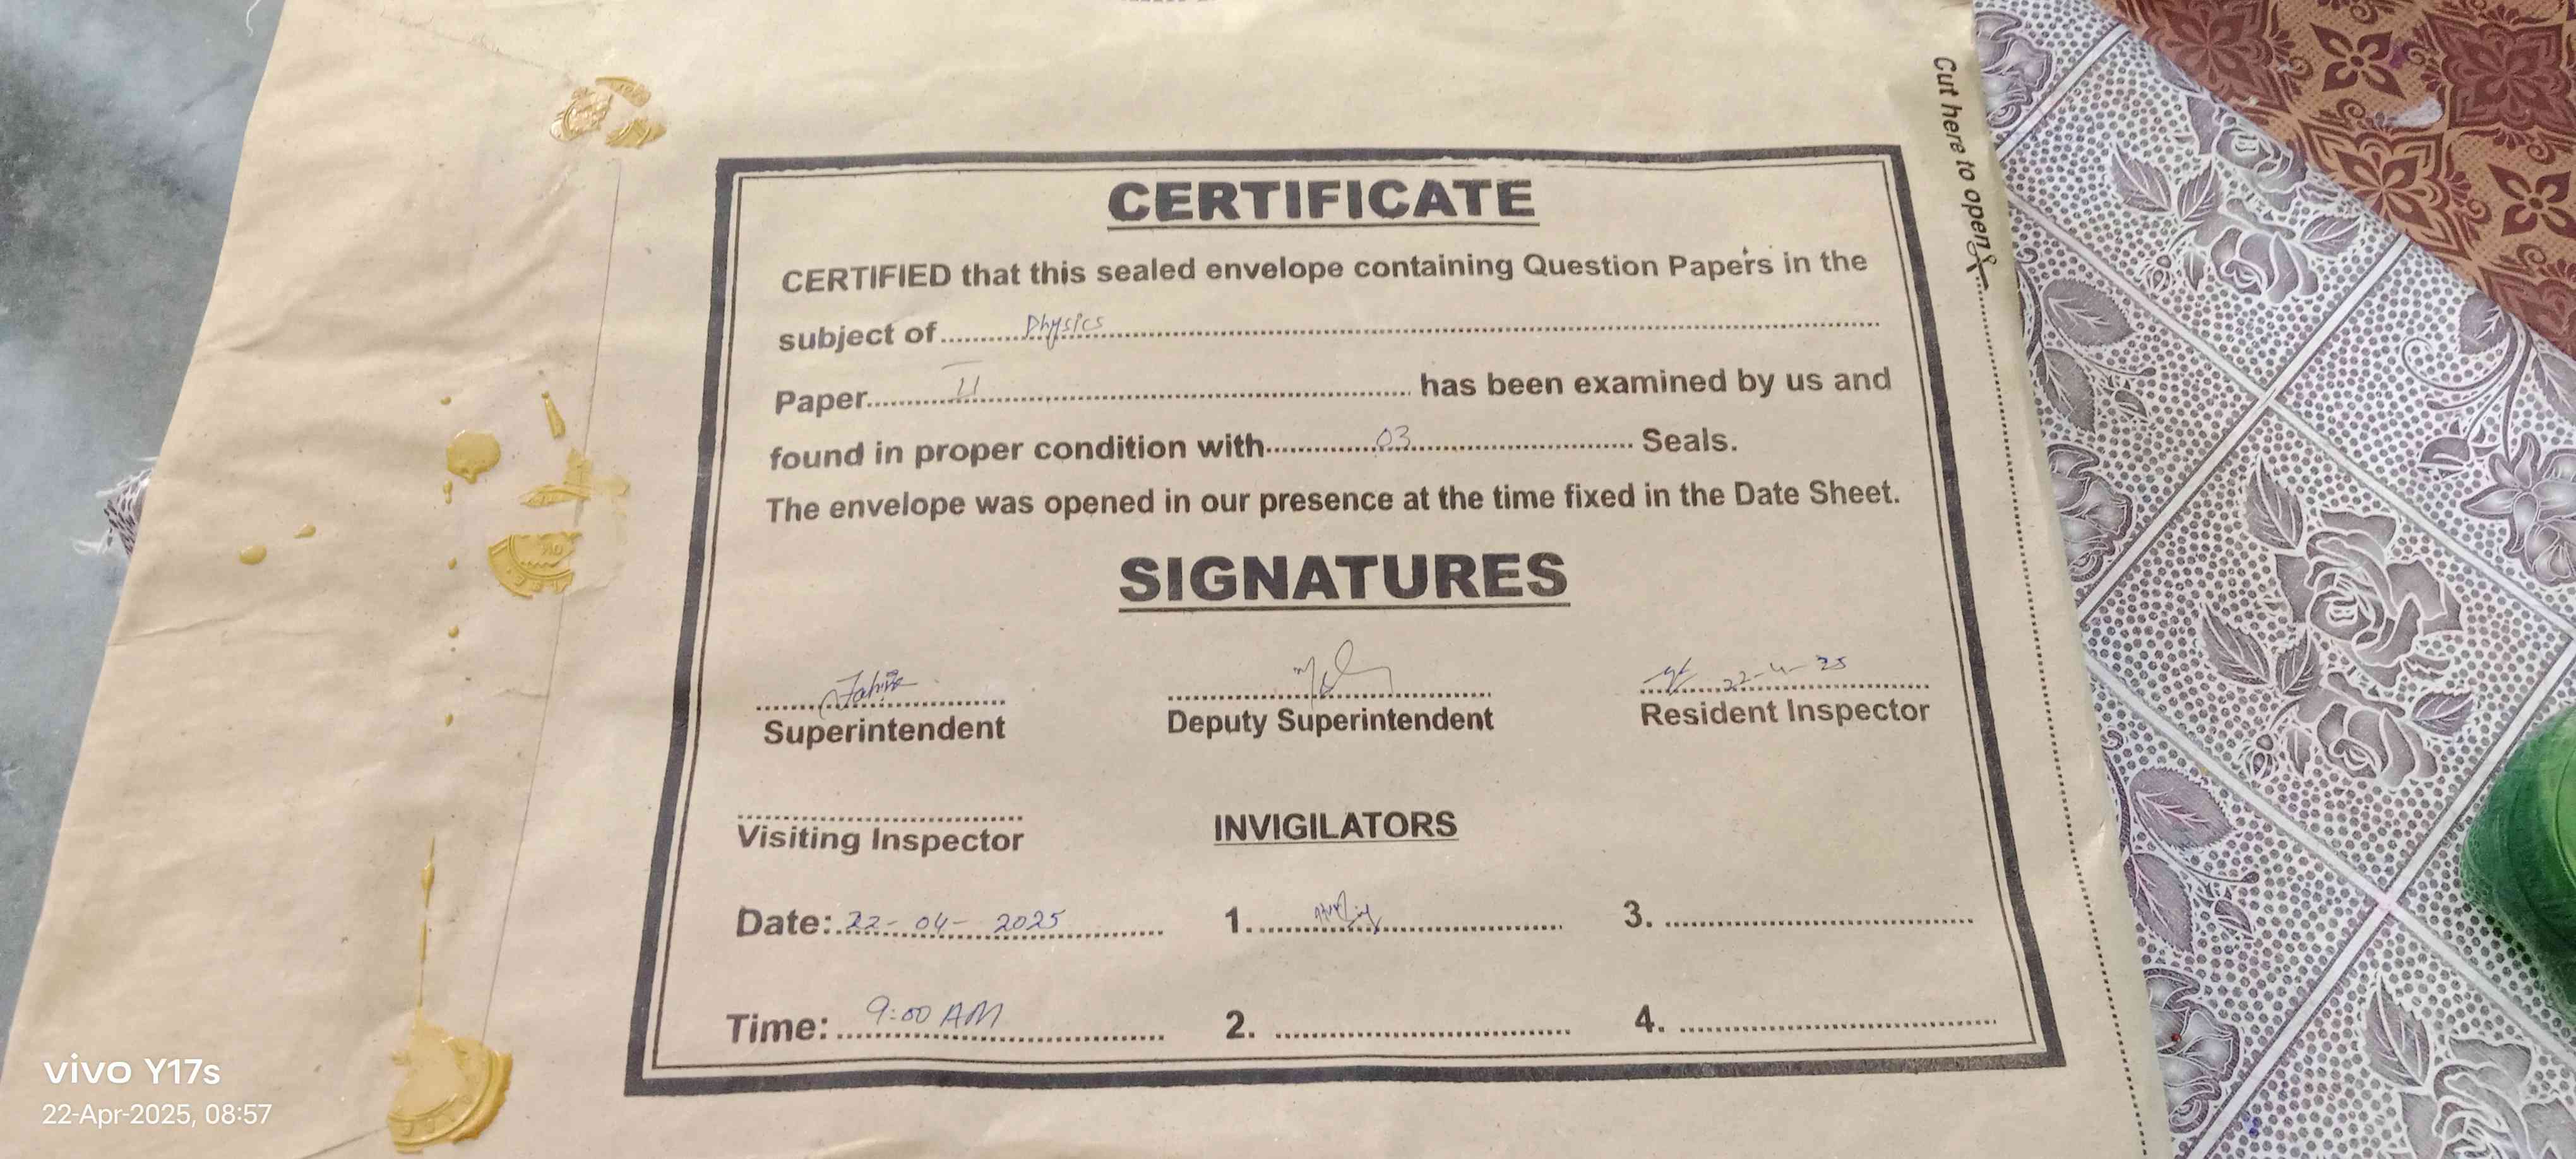 Cut here to open
CERTIFICATE
CERTIFIED that this sealed envelope containing Question Papers in the
subject of Physics
Paper II has been examined by us and
found in proper condition with 03 Seals.
The envelope was opened in our presence at the time fixed in the Date Sheet.
SIGNATURES
22-4-25
Superintendent Deputy Superintendent Resident Inspector
Visiting Inspector INVIGILATORS
Date: 22-04-2025 1. 3.
Time: 9:00 AM 2. 4.
vivo Y17s
22-Apr-2025, 08:57